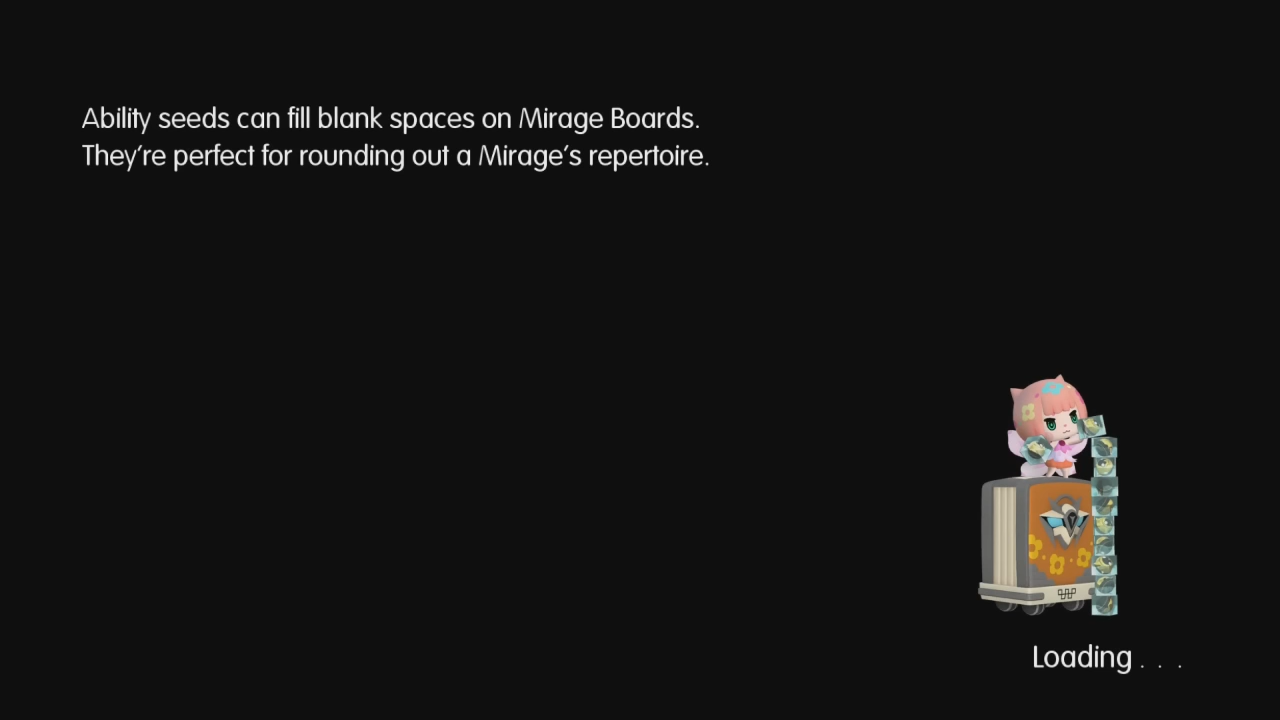 Ability seeds can fill blank spaces on Mirage Boards.
They're perfect for rounding out a Mirage's repertoire.
Loading . . .